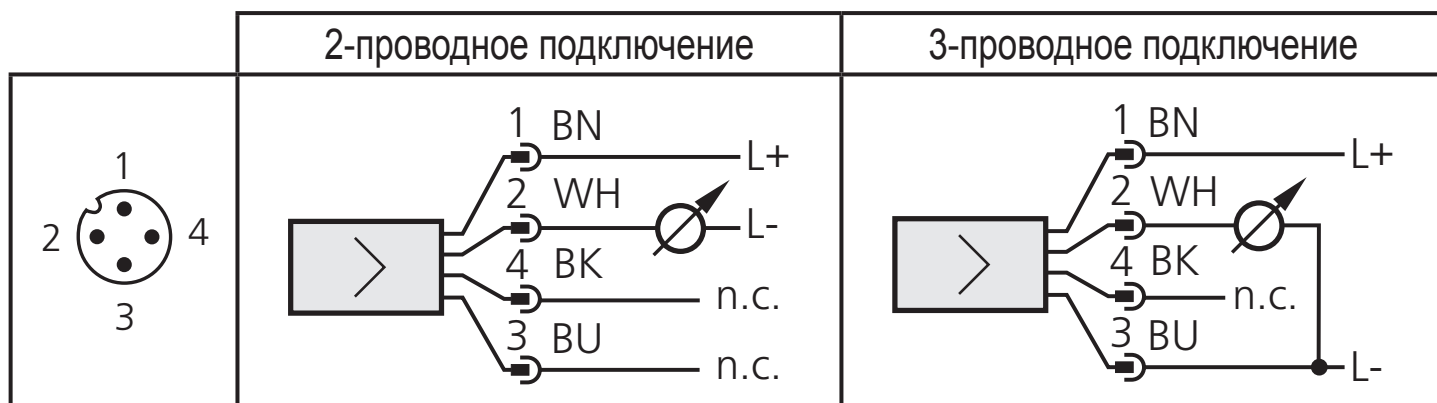 2-проводное подключение
3-проводное подключение
1
2
4
3
1 BN
L+
2 WH
L-
4 BK
n.c.
3 BU
n.c.
1 BN
L+
2 WH
4 BK
n.c.
3 BU
L-